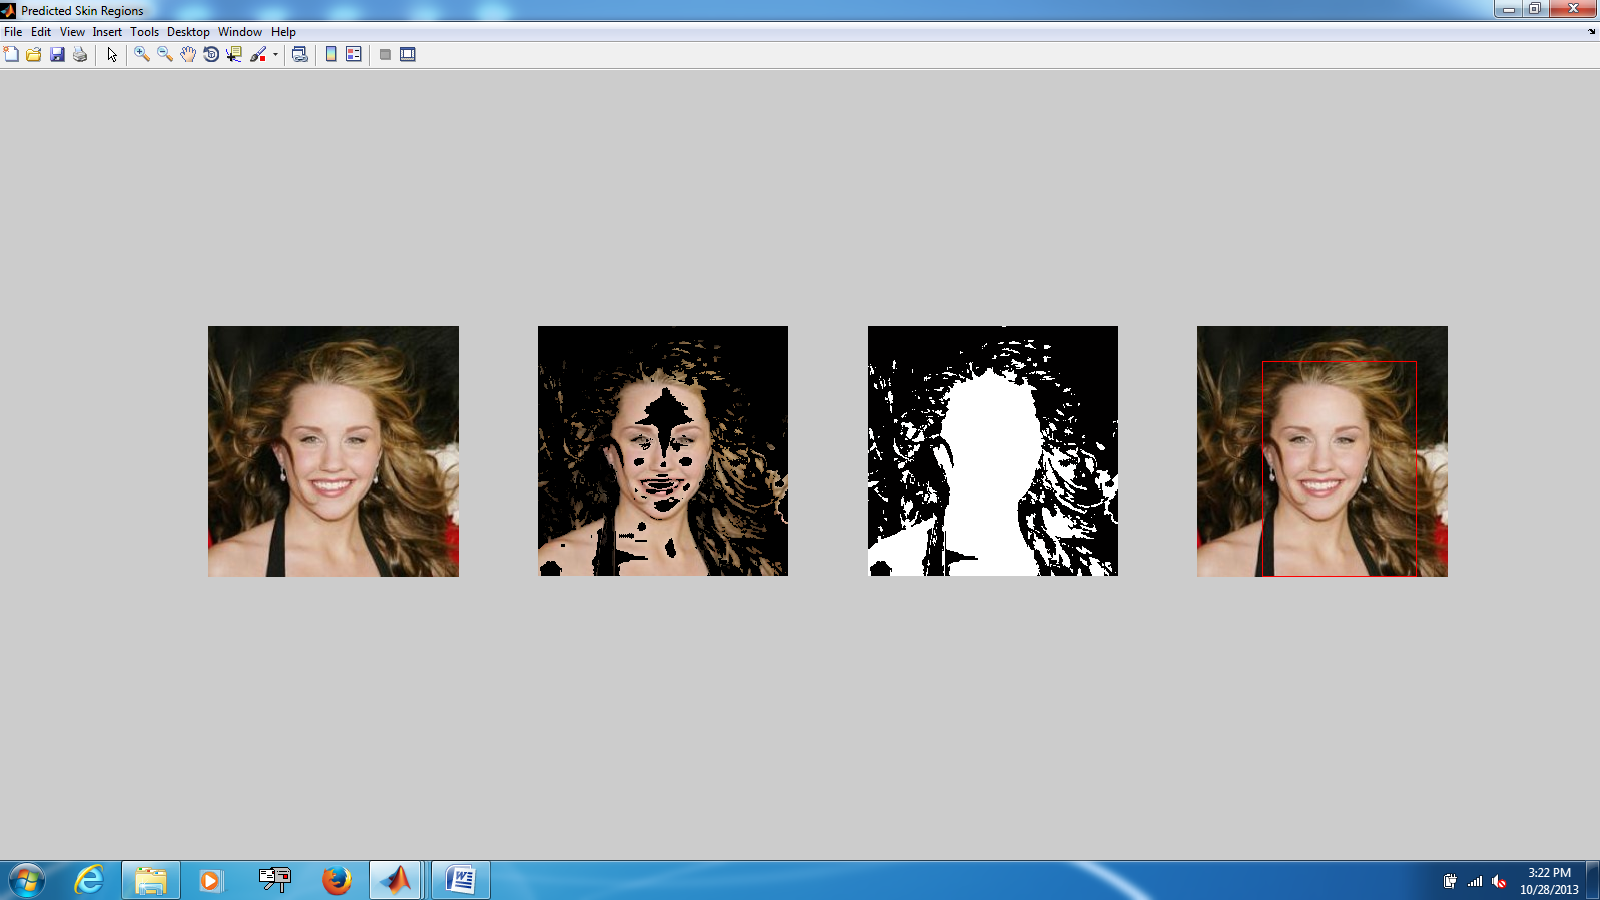 Predicted Skin Regions
File Edit View Insert Tools Desktop Window Help
3:22 PM
10/28/2013